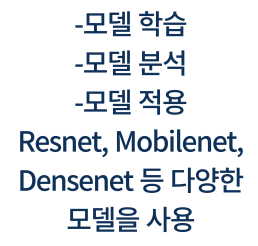 -모델 학습
-모델 분석
-모델 적용
Resnet, Mobilenet,
Densenet 등 다양한
모델을 사용